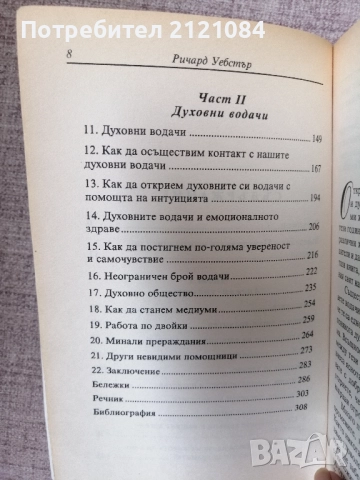 Потребител 2121084
8
Ричард Уебстър
Част II
Духовни водачи
11. Духовни водачи ........ 149
12. Как да осъществим контакт с нашите
духовни водачи ........ 167
13. Как да открием духовните си водачи с
помощта на интуицията ........ 194
14. Духовните водачи и емоционалното
здраве ........ 206
15. Как да постигнем по-голяма увереност
и самочувствие ........ 216
16. Неограничен брой водачи ........ 222
17. Духовно общество ........ 235
18. Как да станем медиуми ........ 254
19. Работа по двойки ........ 259
20. Минали прераждания ........ 264
21. Други невидими помощници ........ 273
22. Заключение ........ 283
Бележки ........ 286
Речник ........ 303
Библиография ........ 308
bazar